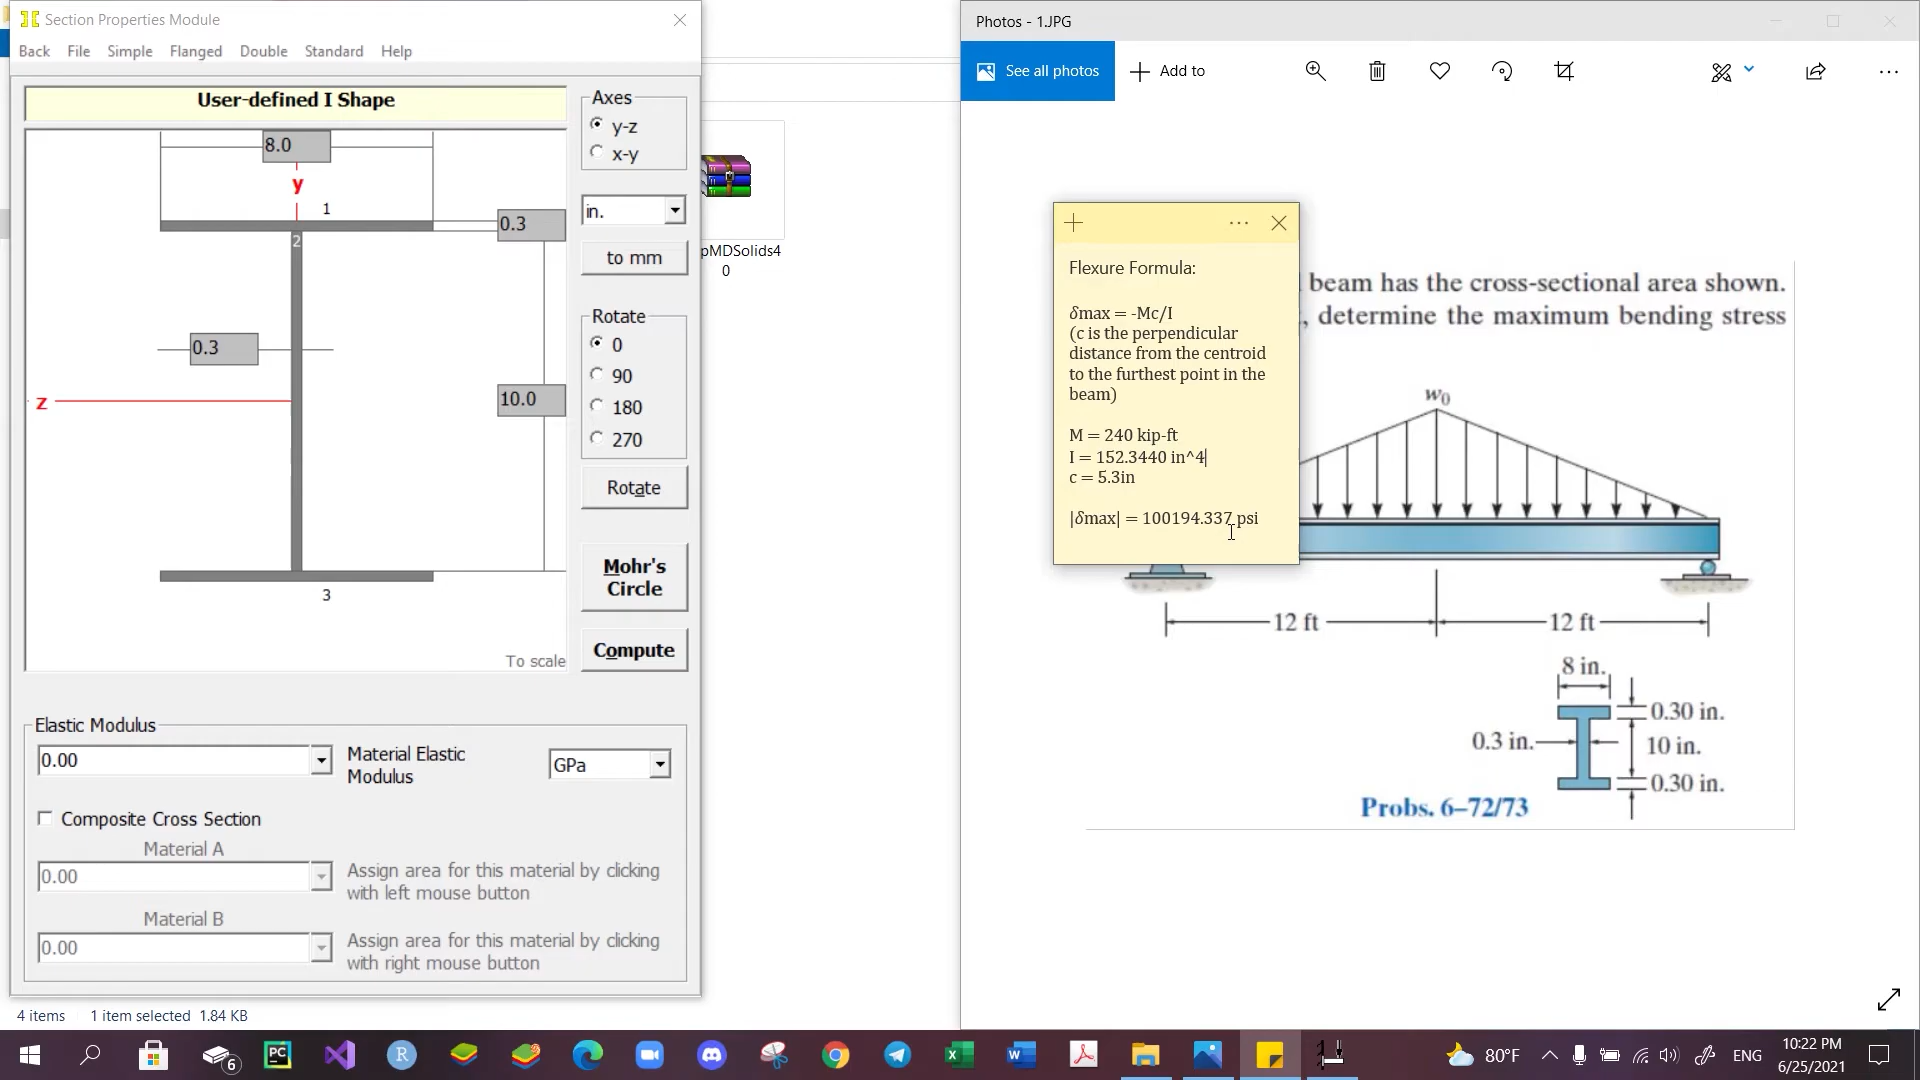 Section Properties Module
Back File Simple Flanged Double Standard Help
User-defined I Shape
8.0
y
1
2
0.3
0.3
z
10.0
3
To scale
Axes
y-z
x-y
in.
to mm
Rotate
0
90
180
270
Rotate
Mohr's
Circle
Compute
Elastic Modulus
0.00
Material Elastic
Modulus
GPa
Composite Cross Section
Material A
0.00
Assign area for this material by clicking
with left mouse button
Material B
0.00
Assign area for this material by clicking
with right mouse button
4 items 1 item selected 1.84 KB
pMDSolids4
0
Photos - 1.JPG
See all photos
Add to
Flexure Formula:
δmax = -Mc/I
(c is the perpendicular
distance from the centroid
to the furthest point in the
beam)
M = 240 kip-ft
I = 152.3440 in^4
c = 5.3in
|δmax| = 100194.337 psi
beam has the cross-sectional area shown.
, determine the maximum bending stress
w0
12 ft
12 ft
8 in.
0.30 in.
0.3 in.
10 in.
0.30 in.
Probs. 6–72/73
6
PC
R
80°F
ENG
10:22 PM
6/25/2021